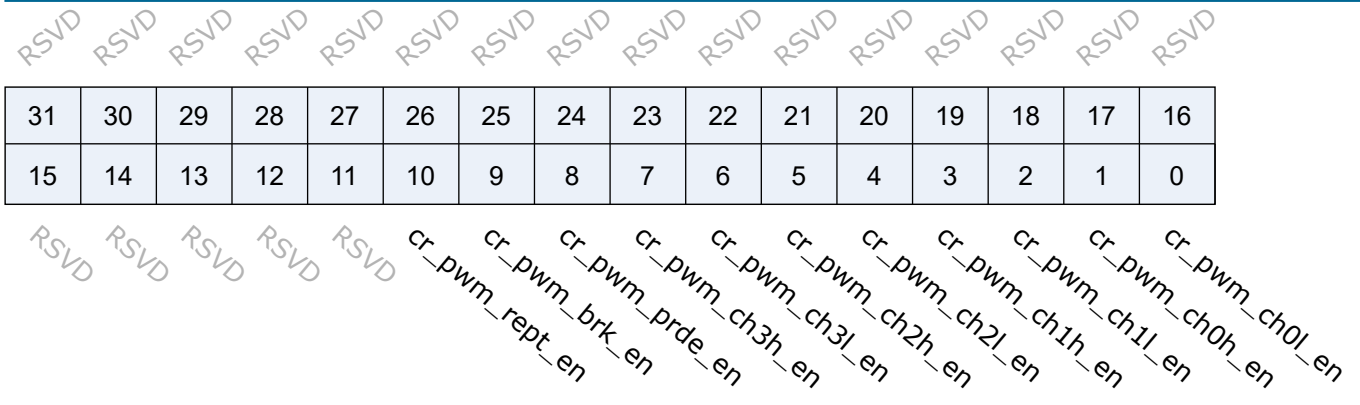 RSVD RSVD RSVD RSVD RSVD RSVD RSVD RSVD RSVD RSVD RSVD RSVD RSVD RSVD RSVD RSVD
31 30 29 28 27 26 25 24 23 22 21 20 19 18 17 16
15 14 13 12 11 10 9 8 7 6 5 4 3 2 1 0
RSVD RSVD RSVD RSVD RSVD cr_pwm_rept_en cr_pwm_brk_en cr_pwm_prde_en cr_pwm_ch3h_en cr_pwm_ch3l_en cr_pwm_ch2h_en cr_pwm_ch2l_en cr_pwm_ch1h_en cr_pwm_ch1l_en cr_pwm_ch0h_en cr_pwm_ch0l_en